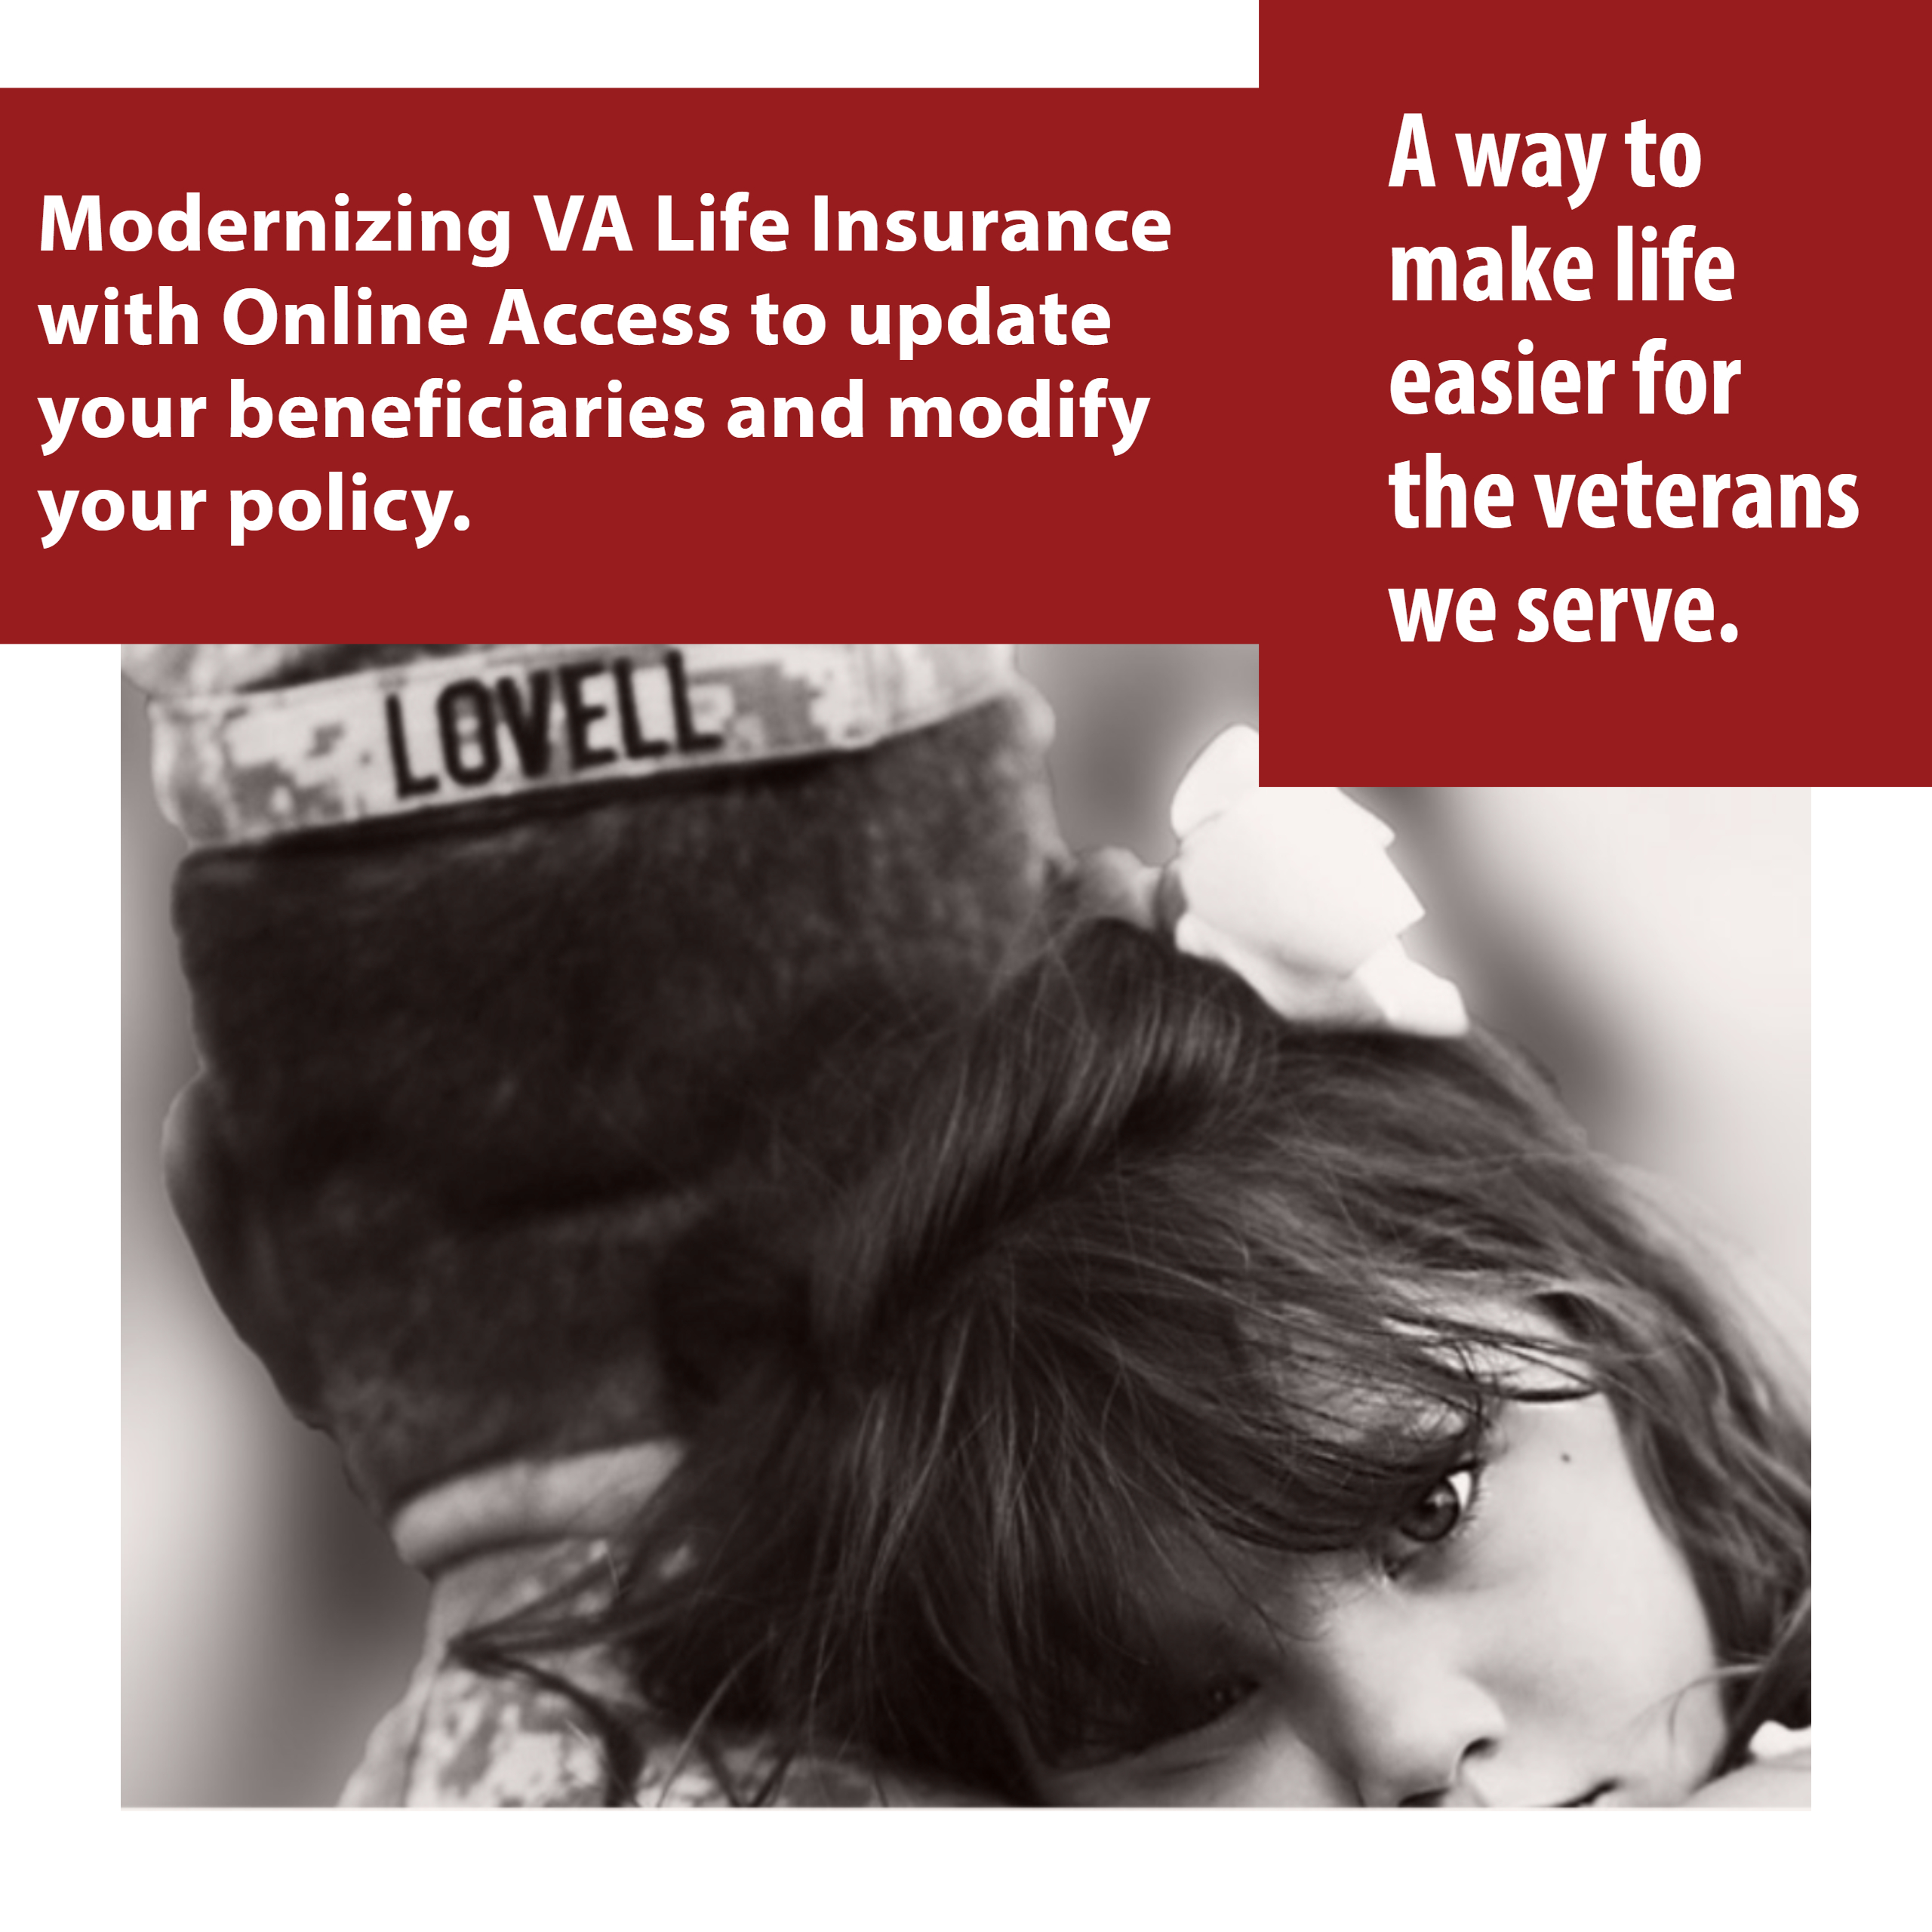 Modernizing VA Life Insurance
with Online Access to update
your beneficiaries and modify
your policy.
A way to
make life
easier for
the veterans
we serve.
LOVELL